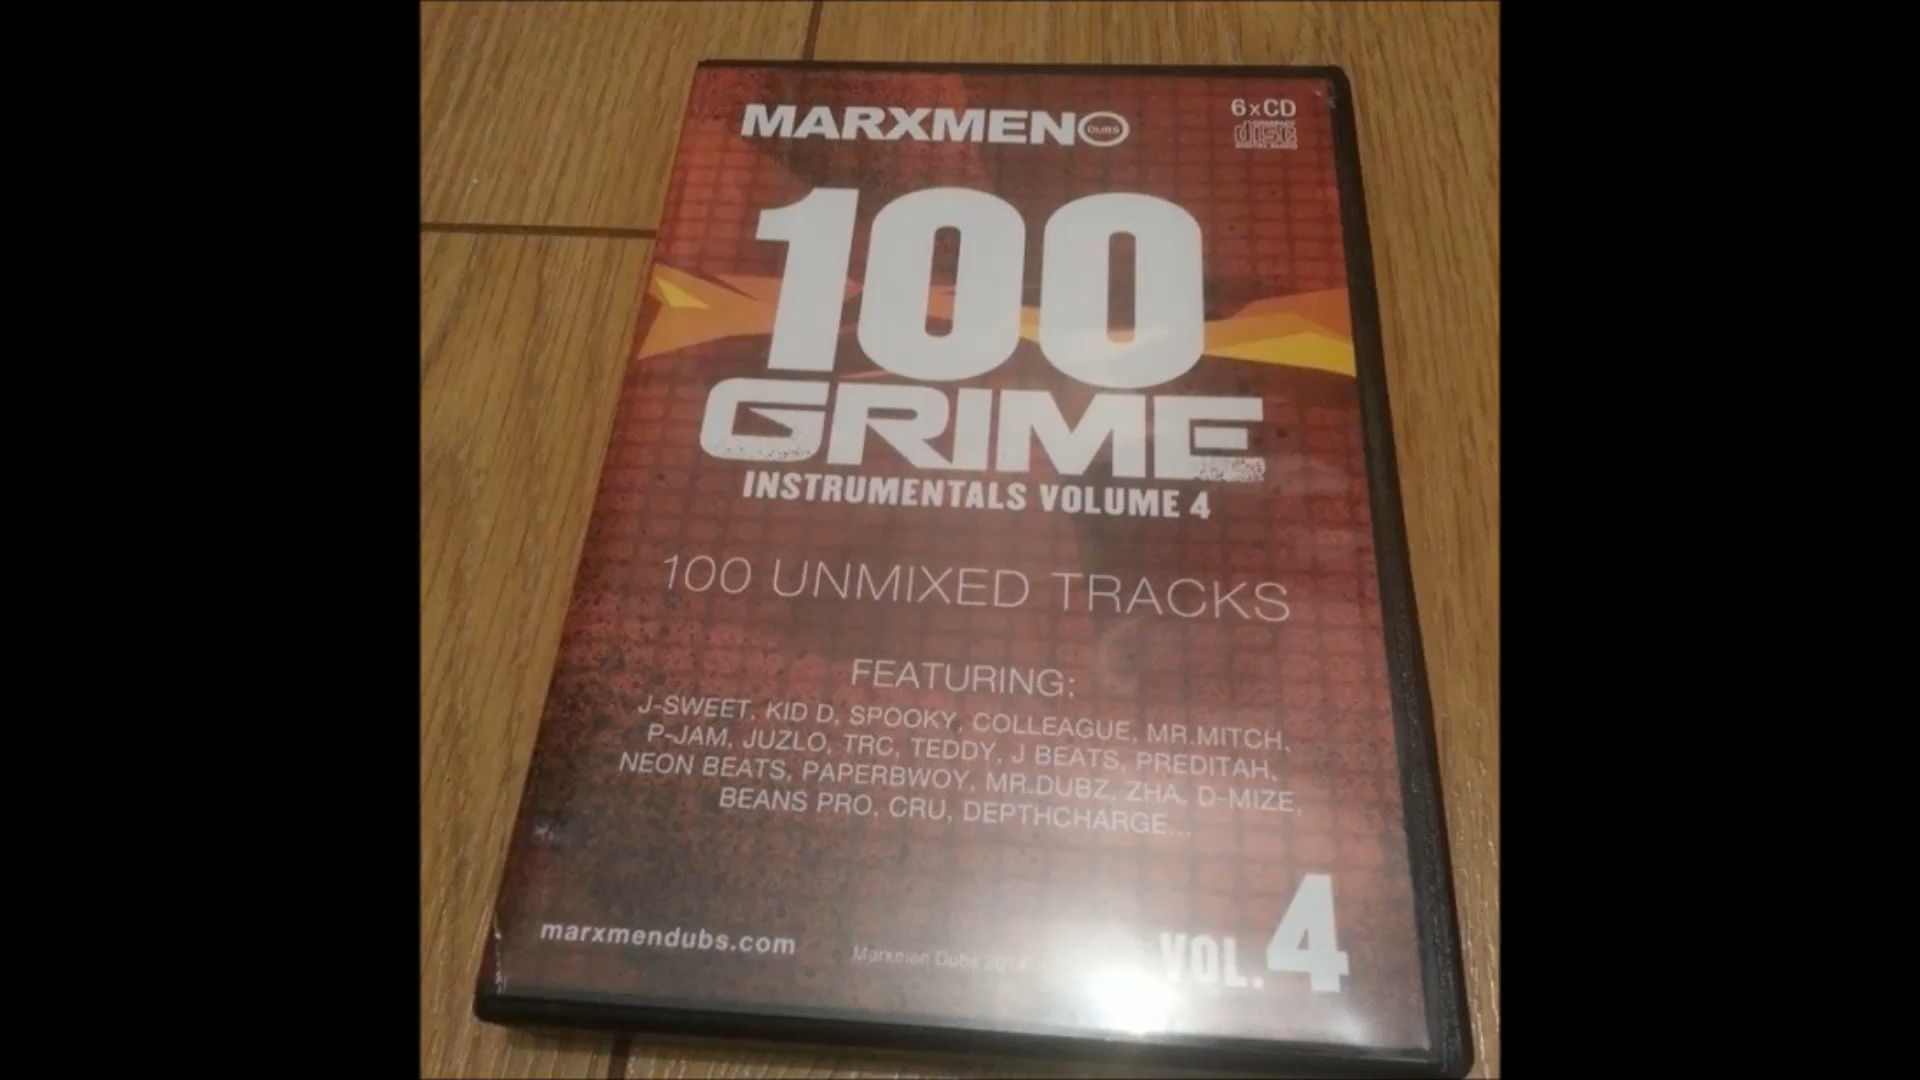 MARXMEN DUBS
6xCD
COMPACT
disc
DIGITAL AUDIO
100
GRIME
INSTRUMENTALS VOLUME 4
100 UNMIXED TRACKS
FEATURING:
J-SWEET, KID D, SPOOKY, COLLEAGUE, MR.MITCH,
P-JAM, JUZLO, TRC, TEDDY, J BEATS, PREDITAH,
NEON BEATS, PAPERBWOY, MR.DUBZ, ZHA, D-MIZE,
BEANS PRO, CRU, DEPTHCHARGE...
marxmendubs.com
Marxman Dubs
VOL.4